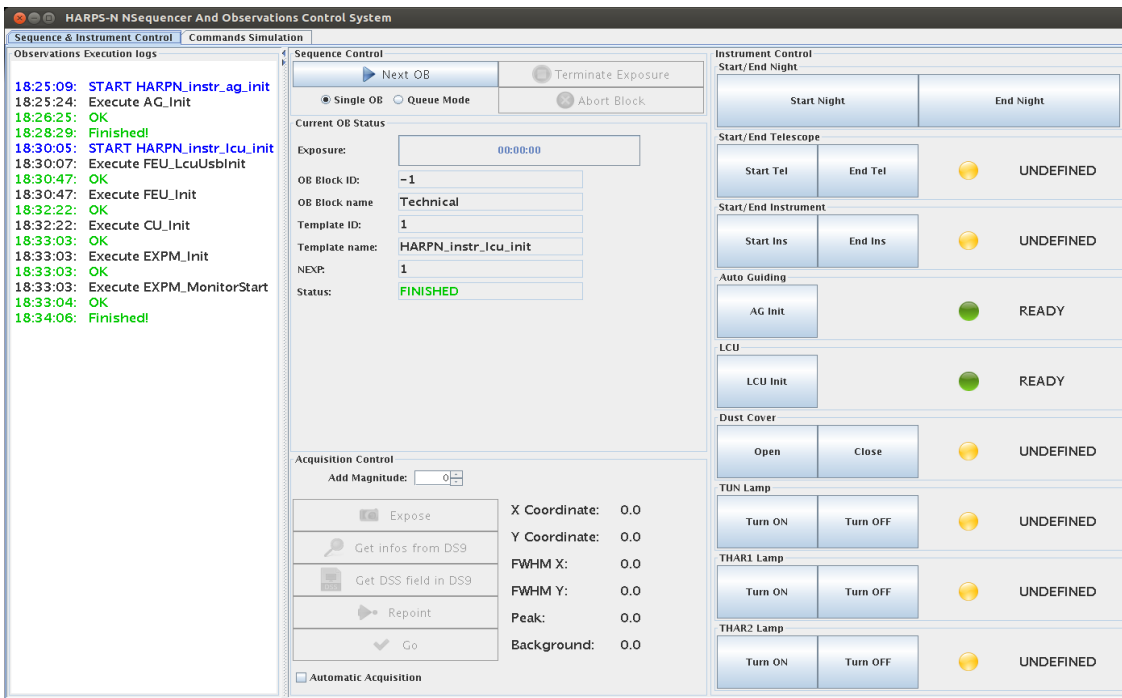 HARPS-N NSequencer And Observations Control System
Sequence & Instrument Control
Commands Simulation
Observations Execution logs
18:25:09: START HARPN_instr_ag_init
18:25:24: Execute AG_Init
18:26:25: OK
18:28:29: Finished!
18:30:05: START HARPN_instr_lcu_init
18:30:07: Execute FEU_LcuUsbInit
18:30:47: OK
18:30:47: Execute FEU_Init
18:32:22: OK
18:32:22: Execute CU_Init
18:33:03: OK
18:33:03: Execute EXPM_Init
18:33:03: OK
18:33:03: Execute EXPM_MonitorStart
18:33:04: OK
18:34:06: Finished!
Sequence Control
Next OB
Terminate Exposure
Single OB
Queue Mode
Abort Block
Current OB Status
Exposure: 00:00:00
OB Block ID: -1
OB Block name Technical
Template ID: 1
Template name: HARPN_instr_lcu_init
NEXP: 1
Status: FINISHED
Acquisition Control
Add Magnitude: 0
Expose
Get infos from DS9
Get DSS field in DS9
Repoint
Go
Automatic Acquisition
X Coordinate: 0.0
Y Coordinate: 0.0
FWHM X: 0.0
FWHM Y: 0.0
Peak: 0.0
Background: 0.0
Instrument Control
Start/End Night
Start Night
End Night
Start/End Telescope
Start Tel
End Tel
UNDEFINED
Start/End Instrument
Start Ins
End Ins
UNDEFINED
Auto Guiding
AG Init
READY
LCU
LCU Init
READY
Dust Cover
Open
Close
UNDEFINED
TUN Lamp
Turn ON
Turn OFF
UNDEFINED
THAR1 Lamp
Turn ON
Turn OFF
UNDEFINED
THAR2 Lamp
Turn ON
Turn OFF
UNDEFINED